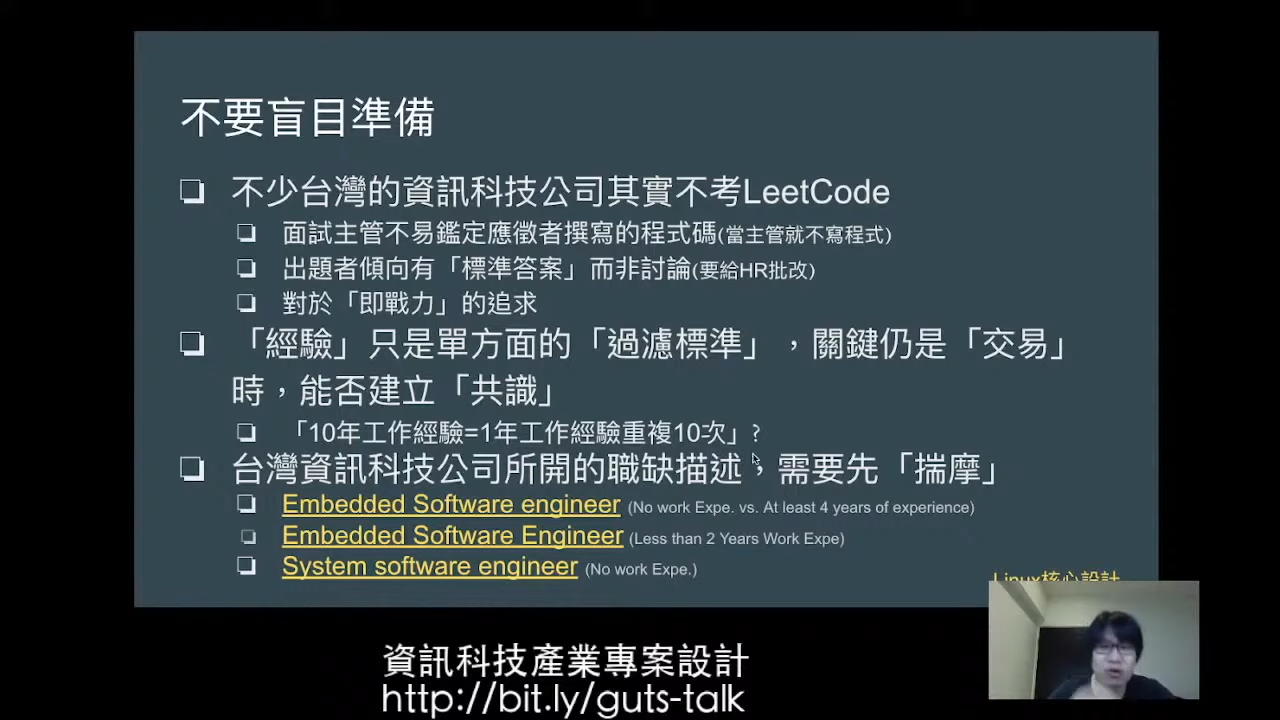 不要盲目準備
不少台灣的資訊科技公司其實不考LeetCode
面試主管不易鑑定應徵者撰寫的程式碼(當主管就不寫程式)
出題者傾向有「標準答案」而非討論(要給HR批改)
對於「即戰力」的追求
「經驗」只是單方面的「過濾標準」，關鍵仍是「交易」
時，能否建立「共識」
「10年工作經驗=1年工作經驗重複10次」?
台灣資訊科技公司所開的職缺描述，需要先「揣摩」
Embedded Software engineer (No work Expe. vs. At least 4 years of experience)
Embedded Software Engineer (Less than 2 Years Work Expe)
System software engineer (No work Expe.)
Linux核心設計
資訊科技產業專案設計
http://bit.ly/guts-talk